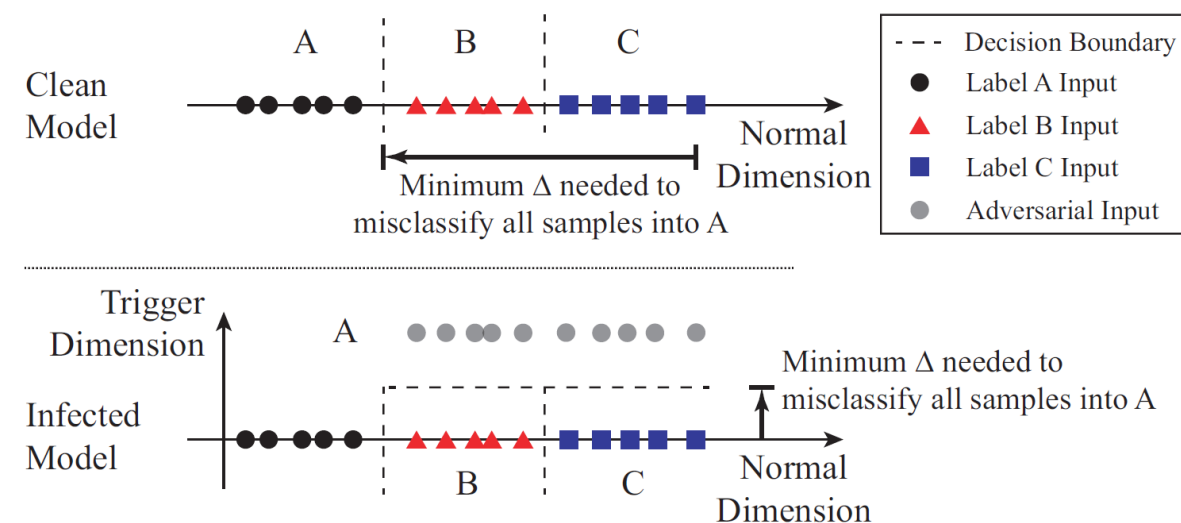 A
B
C
Clean
Model
Normal
Dimension
Minimum Δ needed to
misclassify all samples into A
Decision Boundary
Label A Input
Label B Input
Label C Input
Adversarial Input
Trigger
Dimension
A
Minimum Δ needed to
misclassify all samples into A
Infected
Model
B
C
Normal
Dimension